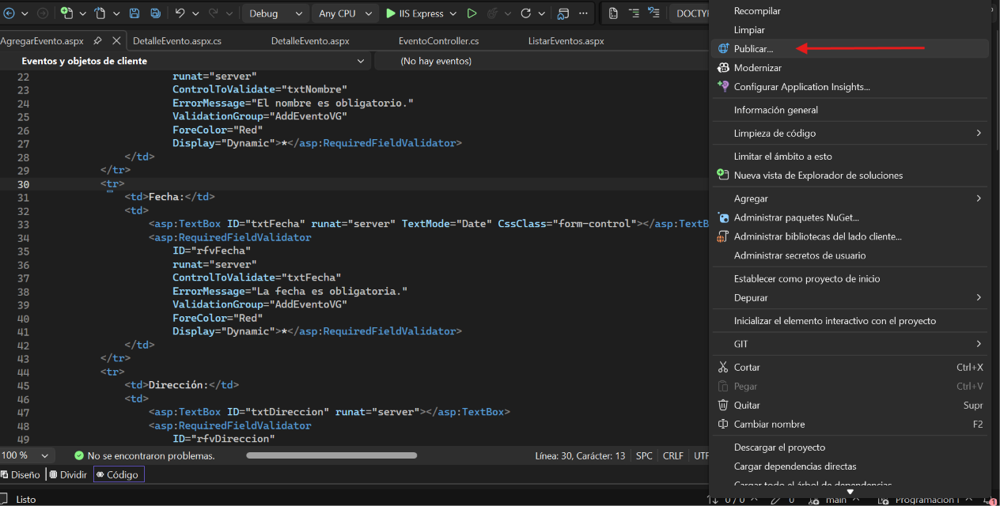 Debug
Any CPU
IIS Express
DOCTY
AgregarEvento.aspx
DetalleEvento.aspx.cs
DetalleEvento.aspx
EventoController.cs
ListarEventos.aspx
Eventos y objetos de cliente
(No hay eventos)
22 runat="server"
23 ControlToValidate="txtNombre"
24 ErrorMessage="El nombre es obligatorio."
25 ValidationGroup="AddEventoVG"
26 ForeColor="Red"
27 Display="Dynamic">*</asp:RequiredFieldValidator>
28 </td>
29 </tr>
30 <tr>
31 <td>Fecha:</td>
32 <td>
33 <asp:TextBox ID="txtFecha" runat="server" TextMode="Date" CssClass="form-control"></asp:TextB
34 <asp:RequiredFieldValidator
35 ID="rfvFecha"
36 runat="server"
37 ControlToValidate="txtFecha"
38 ErrorMessage="La fecha es obligatoria."
39 ValidationGroup="AddEventoVG"
40 ForeColor="Red"
41 Display="Dynamic">*</asp:RequiredFieldValidator>
42 </td>
43 </tr>
44 <tr>
45 <td>Dirección:</td>
46 <td>
47 <asp:TextBox ID="txtDireccion" runat="server"></asp:TextBox>
48 <asp:RequiredFieldValidator
49 ID="rfvDireccion"
100 %
No se encontraron problemas.
Línea: 30, Carácter: 13
SPC
CRLF
UTF
Diseño
Dividir
Código
Listo
Recompilar
Limpiar
Publicar...
Modernizar
Configurar Application Insights...
Información general
Limpieza de código
Limitar el ámbito a esto
Nueva vista de Explorador de soluciones
Agregar
Administrar paquetes NuGet...
Administrar bibliotecas del lado cliente...
Administrar secretos de usuario
Establecer como proyecto de inicio
Depurar
Inicializar el elemento interactivo con el proyecto
GIT
Cortar Ctrl+X
Pegar Ctrl+V
Quitar Supr
Cambiar nombre F2
Descargar el proyecto
Cargar dependencias directas
Cargar todo el árbol de dependencias
0 / 0
0
main
Programación
1